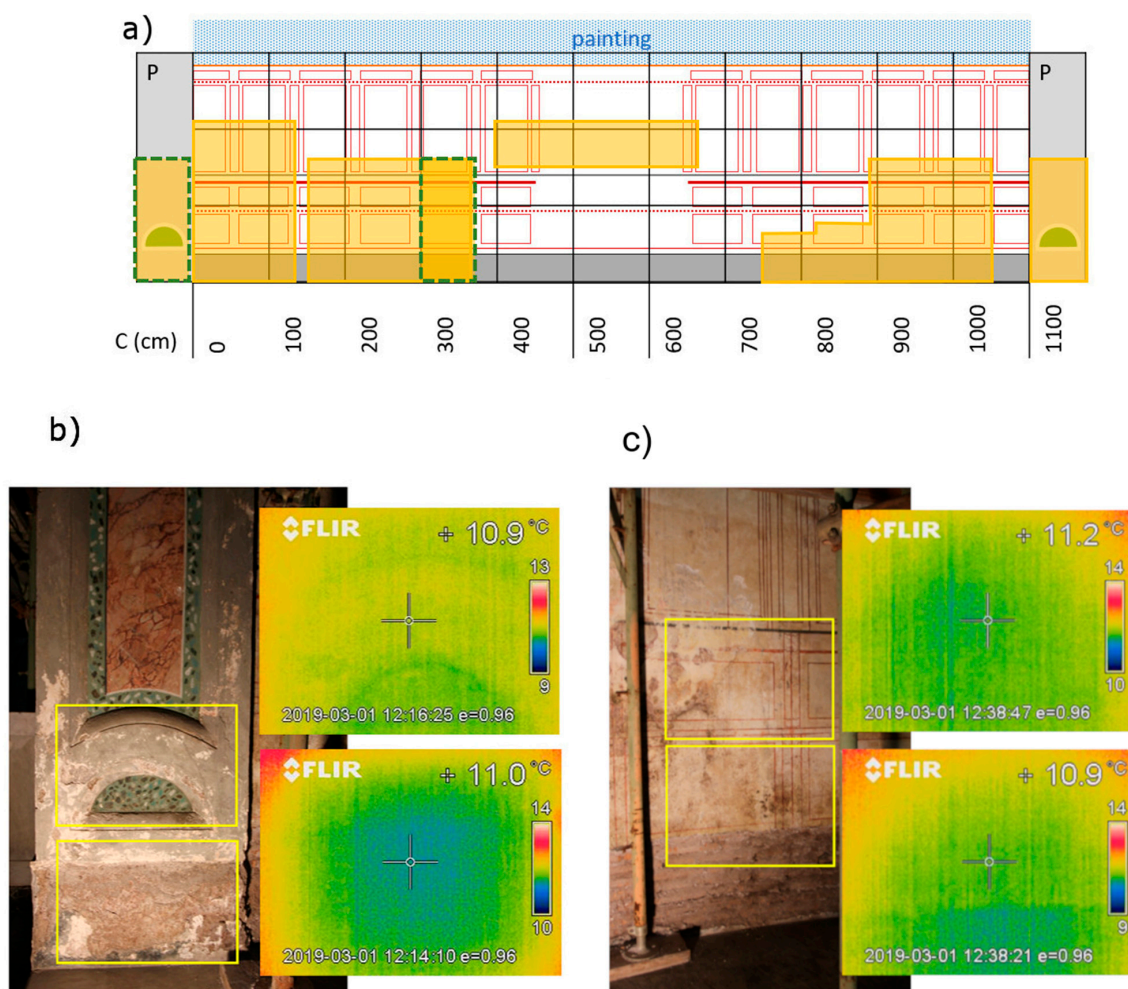 a)
painting
P
P
C (cm)
0
100
200
300
400
500
600
700
800
900
1000
1100
b)
c)
FLIR
10.9 °C
13
9
2019-03-01 12:16:25 e=0.96
FLIR
11.0 °C
14
10
2019-03-01 12:14:10 e=0.96
FLIR
11.2 °C
14
10
2019-03-01 12:38:47 e=0.96
FLIR
10.9 °C
14
9
2019-03-01 12:38:21 e=0.96